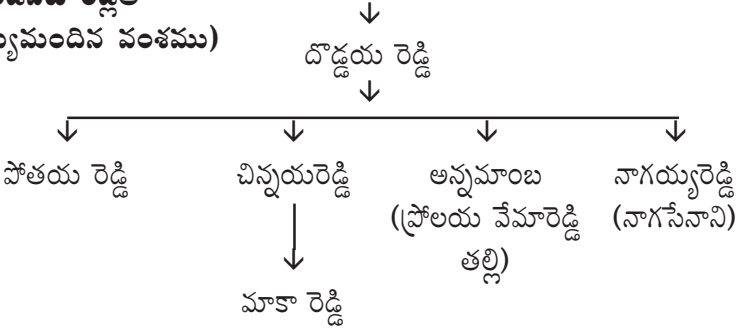 వంశము)
దొడ్డయ రెడ్డి
పోతయ రెడ్డి చిన్నయరెడ్డి అన్నమాంబ నాగయ్యరెడ్డి
(ప్రోలయ వేమారెడ్డి (నాగసేనాని)
తల్లి)
మాకా రెడ్డి